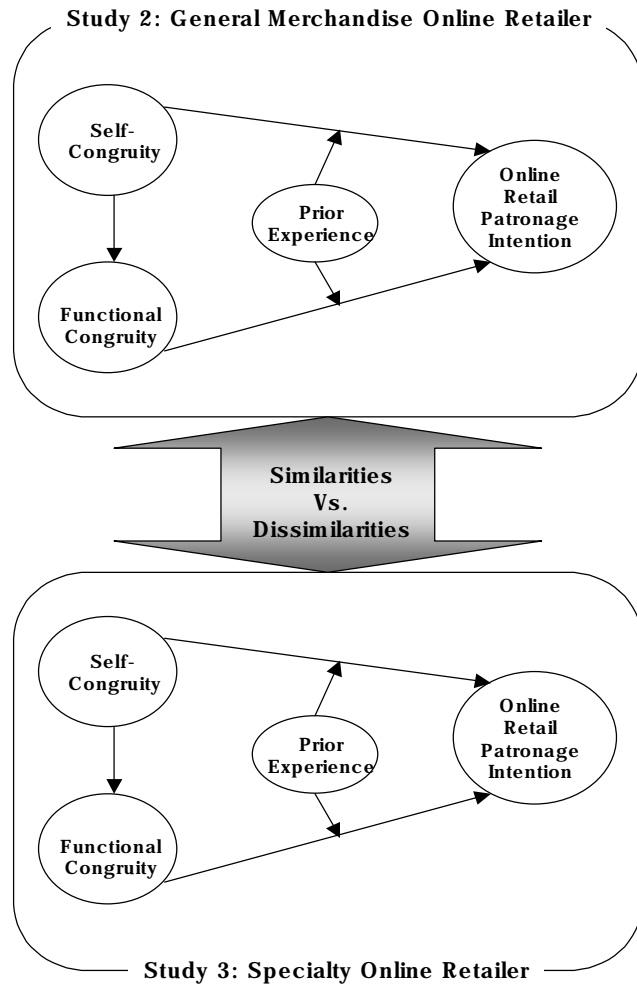 Study 2: General Merchandise Online Retailer
Self-
Congruity
Online
Retail
Patronage
Intention
Prior
Experience
Functional
Congruity
Similarities
Vs.
Dissimilarities
Self-
Congruity
Online
Retail
Patronage
Intention
Prior
Experience
Functional
Congruity
Study 3: Specialty Online Retailer